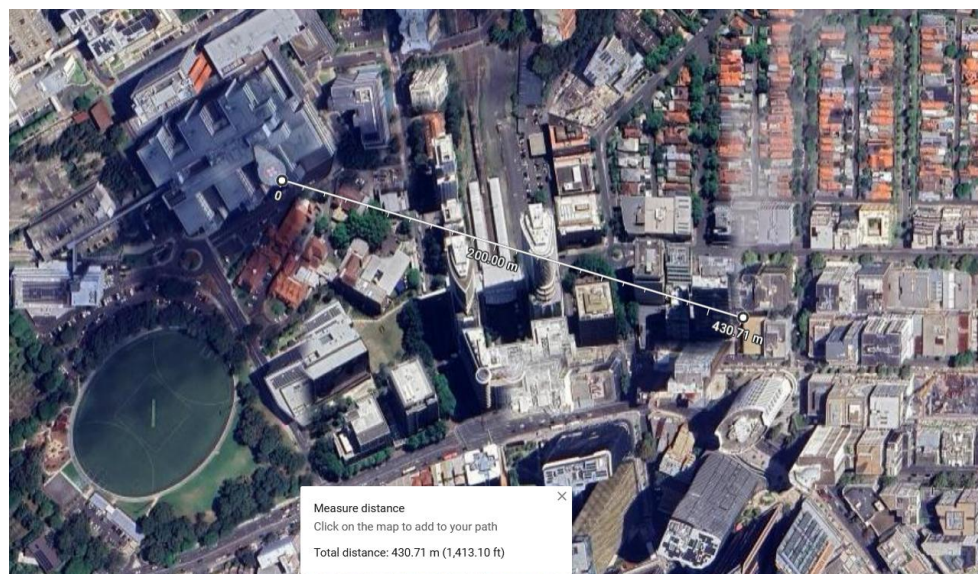 0
200.00 m
430.71 m
Measure distance
Click on the map to add to your path
Total distance: 430.71 m (1,413.10 ft)